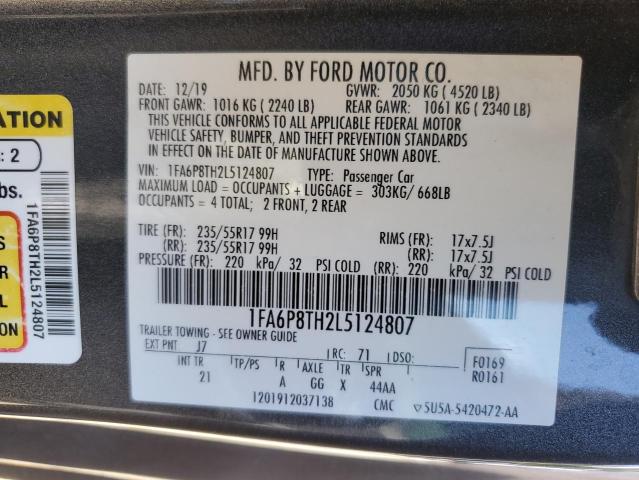 ATION
: 2
bs.
S
R
L
ION
1FA6P8TH2L5124807
MFD. BY FORD MOTOR CO.
DATE: 12/19 GVWR: 2050 KG ( 4520 LB)
FRONT GAWR: 1016 KG ( 2240 LB) REAR GAWR: 1061 KG ( 2340 LB)
THIS VEHICLE CONFORMS TO ALL APPLICABLE FEDERAL MOTOR
VEHICLE SAFETY, BUMPER, AND THEFT PREVENTION STANDARDS
IN EFFECT ON THE DATE OF MANUFACTURE SHOWN ABOVE.
VIN: 1FA6P8TH2L5124807 TYPE: Passenger Car
MAXIMUM LOAD = OCCUPANTS + LUGGAGE = 303KG/ 668LB
OCCUPANTS = 4 TOTAL; 2 FRONT, 2 REAR
TIRE (FR): 235/55R17 99H RIMS (FR): 17x7.5J
(RR): 235/55R17 99H (RR): 17x7.5J
PRESSURE (FR): 220 kPa/ 32 PSI COLD (RR): 220 kPa/ 32 PSI COLD
1FA6P8TH2L5124807
TRAILER TOWING - SEE OWNER GUIDE
EXT PNT J7 RC: 71 DSO: F0169
INT TR TP/PS R AXLE TR SPR R0161
21 A GG X 44AA
1201912037138 CMC ▽5U5A-5420472-AA